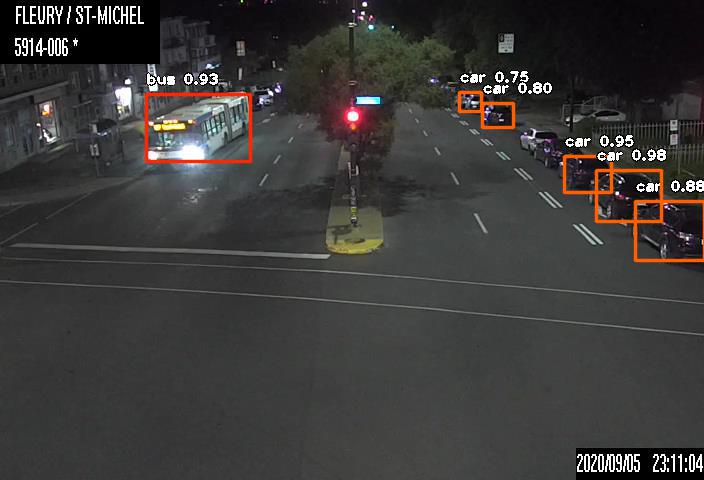 FLEURY / ST-MICHEL
5914-006 *
bus 0.93
car 0.75
car 0.80
car 0.95
car 0.98
car 0.88
2020/09/05 23:11:04